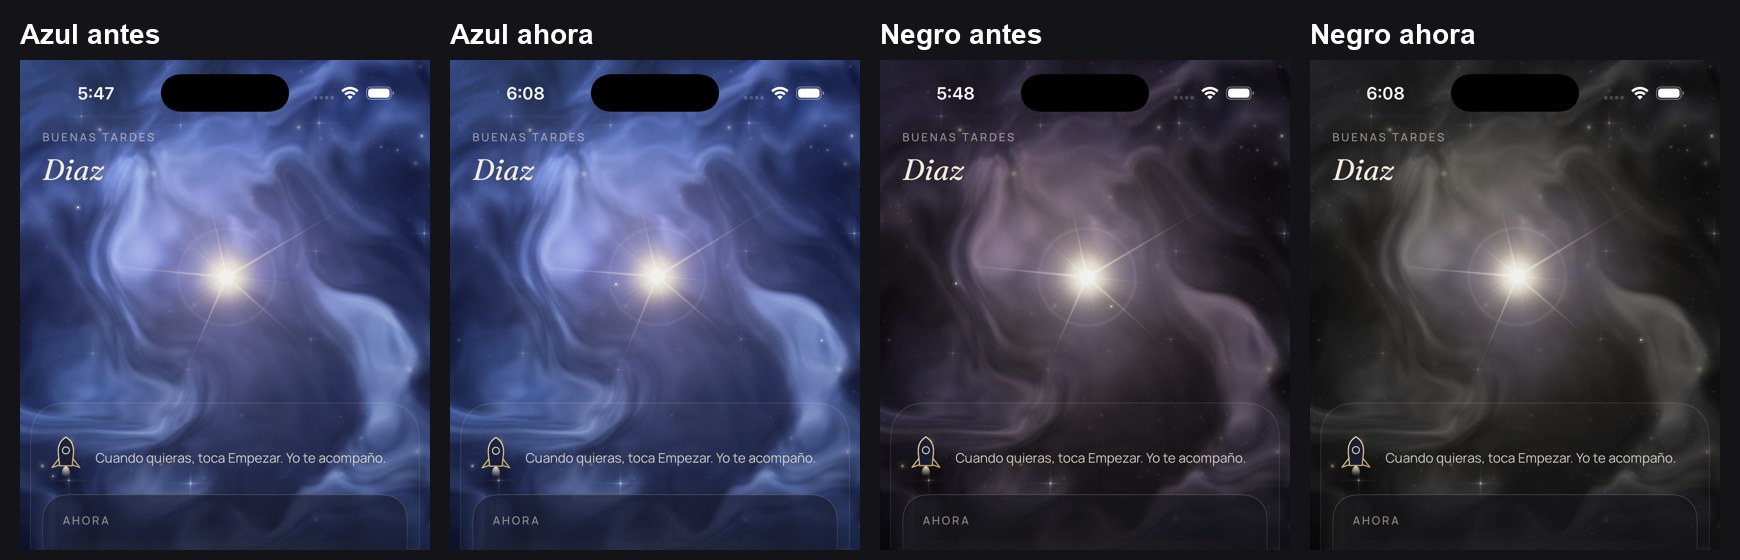 Azul antes
5:47
BUENAS TARDES
Diaz
Cuando quieras, toca Empezar. Yo te acompaño.
AHORA
Azul ahora
6:08
BUENAS TARDES
Diaz
Cuando quieras, toca Empezar. Yo te acompaño.
AHORA
Negro antes
5:48
BUENAS TARDES
Diaz
Cuando quieras, toca Empezar. Yo te acompaño.
AHORA
Negro ahora
6:08
BUENAS TARDES
Diaz
Cuando quieras, toca Empezar. Yo te acompaño.
AHORA